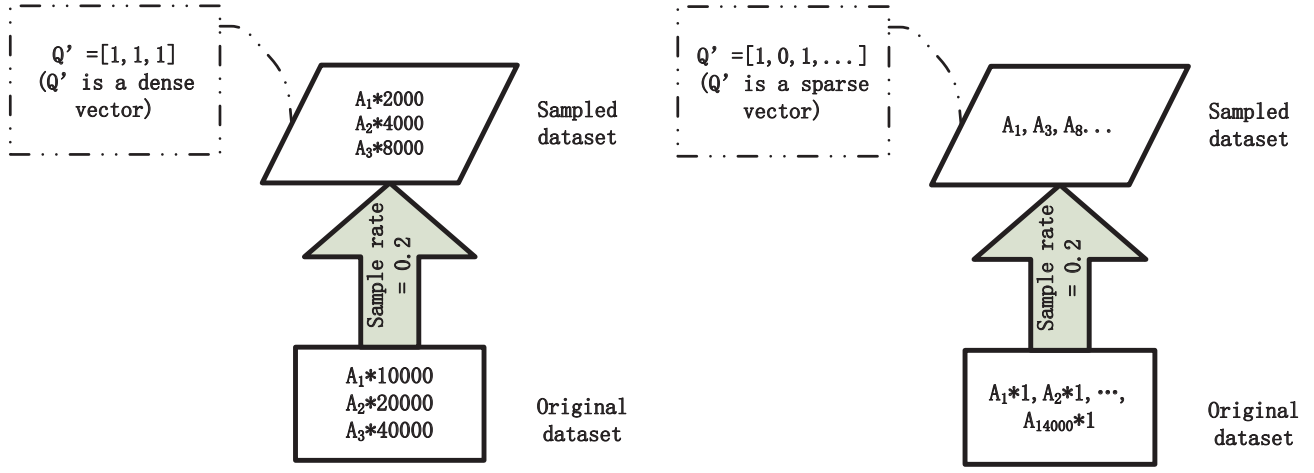 Q' =[1,1,1]
(Q' is a dense
vector)
A₁*2000
A₂*4000
A₃*8000
Sampled
dataset
Sample rate
= 0.2
A₁*10000
A₂*20000
A₃*40000
Original
dataset
Q' =[1,0,1,...]
(Q' is a sparse
vector)
A₁,A₃,A₈...
Sampled
dataset
Sample rate
= 0.2
A₁*1,A₂*1,⋯,
A₁₄₀₀₀*1
Original
dataset